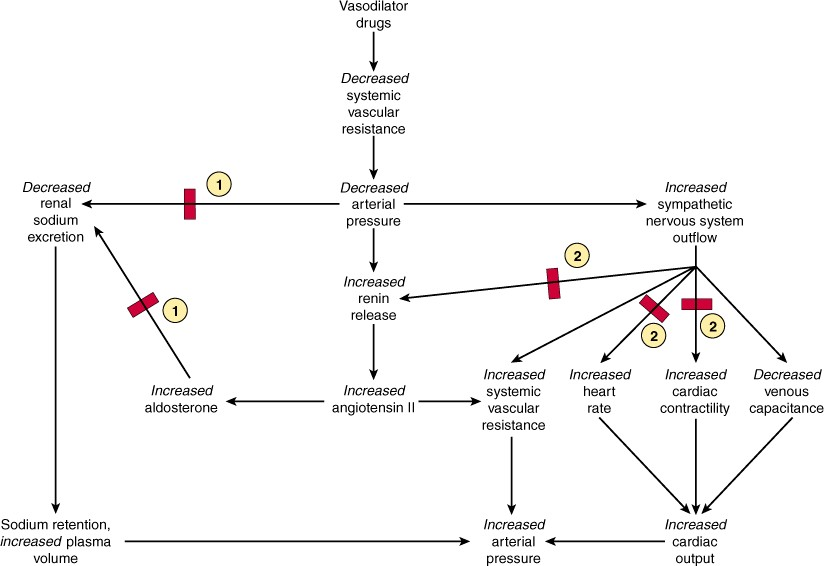 Vasodilator
drugs
Decreased
systemic
vascular
resistance
Decreased
renal
sodium
excretion
1
Decreased
arterial
pressure
Increased
sympathetic
nervous system
outflow
2
Increased
renin
release
1
2
2
Increased
aldosterone
Increased
angiotensin II
Increased
systemic
vascular
resistance
Increased
heart
rate
Increased
cardiac
contractility
Decreased
venous
capacitance
Sodium retention,
increased plasma
volume
Increased
arterial
pressure
Increased
cardiac
output